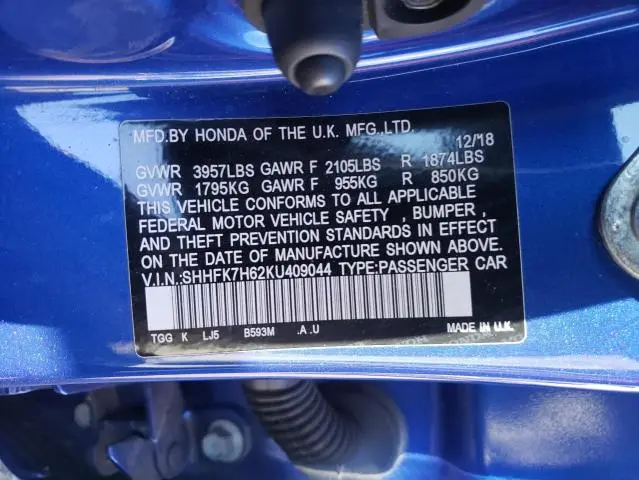 MFD.BY HONDA OF THE U.K. MFG.,LTD. 12/18
GVWR 3957LBS GAWR F 2105LBS R 1874LBS
GVWR 1795KG GAWR F 955KG R 850KG
THIS VEHICLE CONFORMS TO ALL APPLICABLE
FEDERAL MOTOR VEHICLE SAFETY , BUMPER ,
AND THEFT PREVENTION STANDARDS IN EFFECT
ON THE DATE OF MANUFACTURE SHOWN ABOVE.
V.I.N.:SHHFK7H62KU409044 TYPE:PASSENGER CAR
TGG K LJ5 B593M .A.U MADE IN U.K.